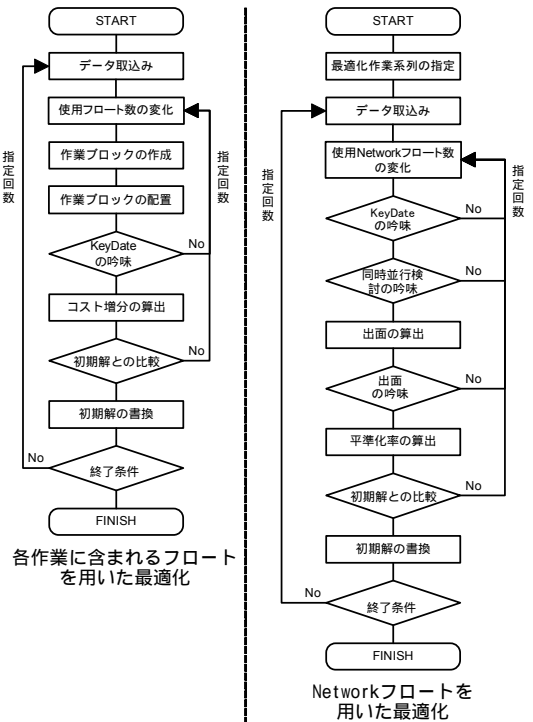 START
データ取込み
使用フロート数の変化
作業ブロックの作成
作業ブロックの配置
KeyDate
の吟味
No
コスト増分の算出
初期解との比較
No
初期解の書換
No
終了条件
FINISH
指定回数
指定回数
各作業に含まれるフロート
を用いた最適化
START
最適化作業系列の指定
データ取込み
使用Networkフロート数
の変化
KeyDate
の吟味
No
同時並行検
討の吟味
No
出面の算出
出面
の吟味
No
平準化率の算出
初期解との比較
No
初期解の書換
No
終了条件
FINISH
指定回数
指定回数
Networkフロートを
用いた最適化